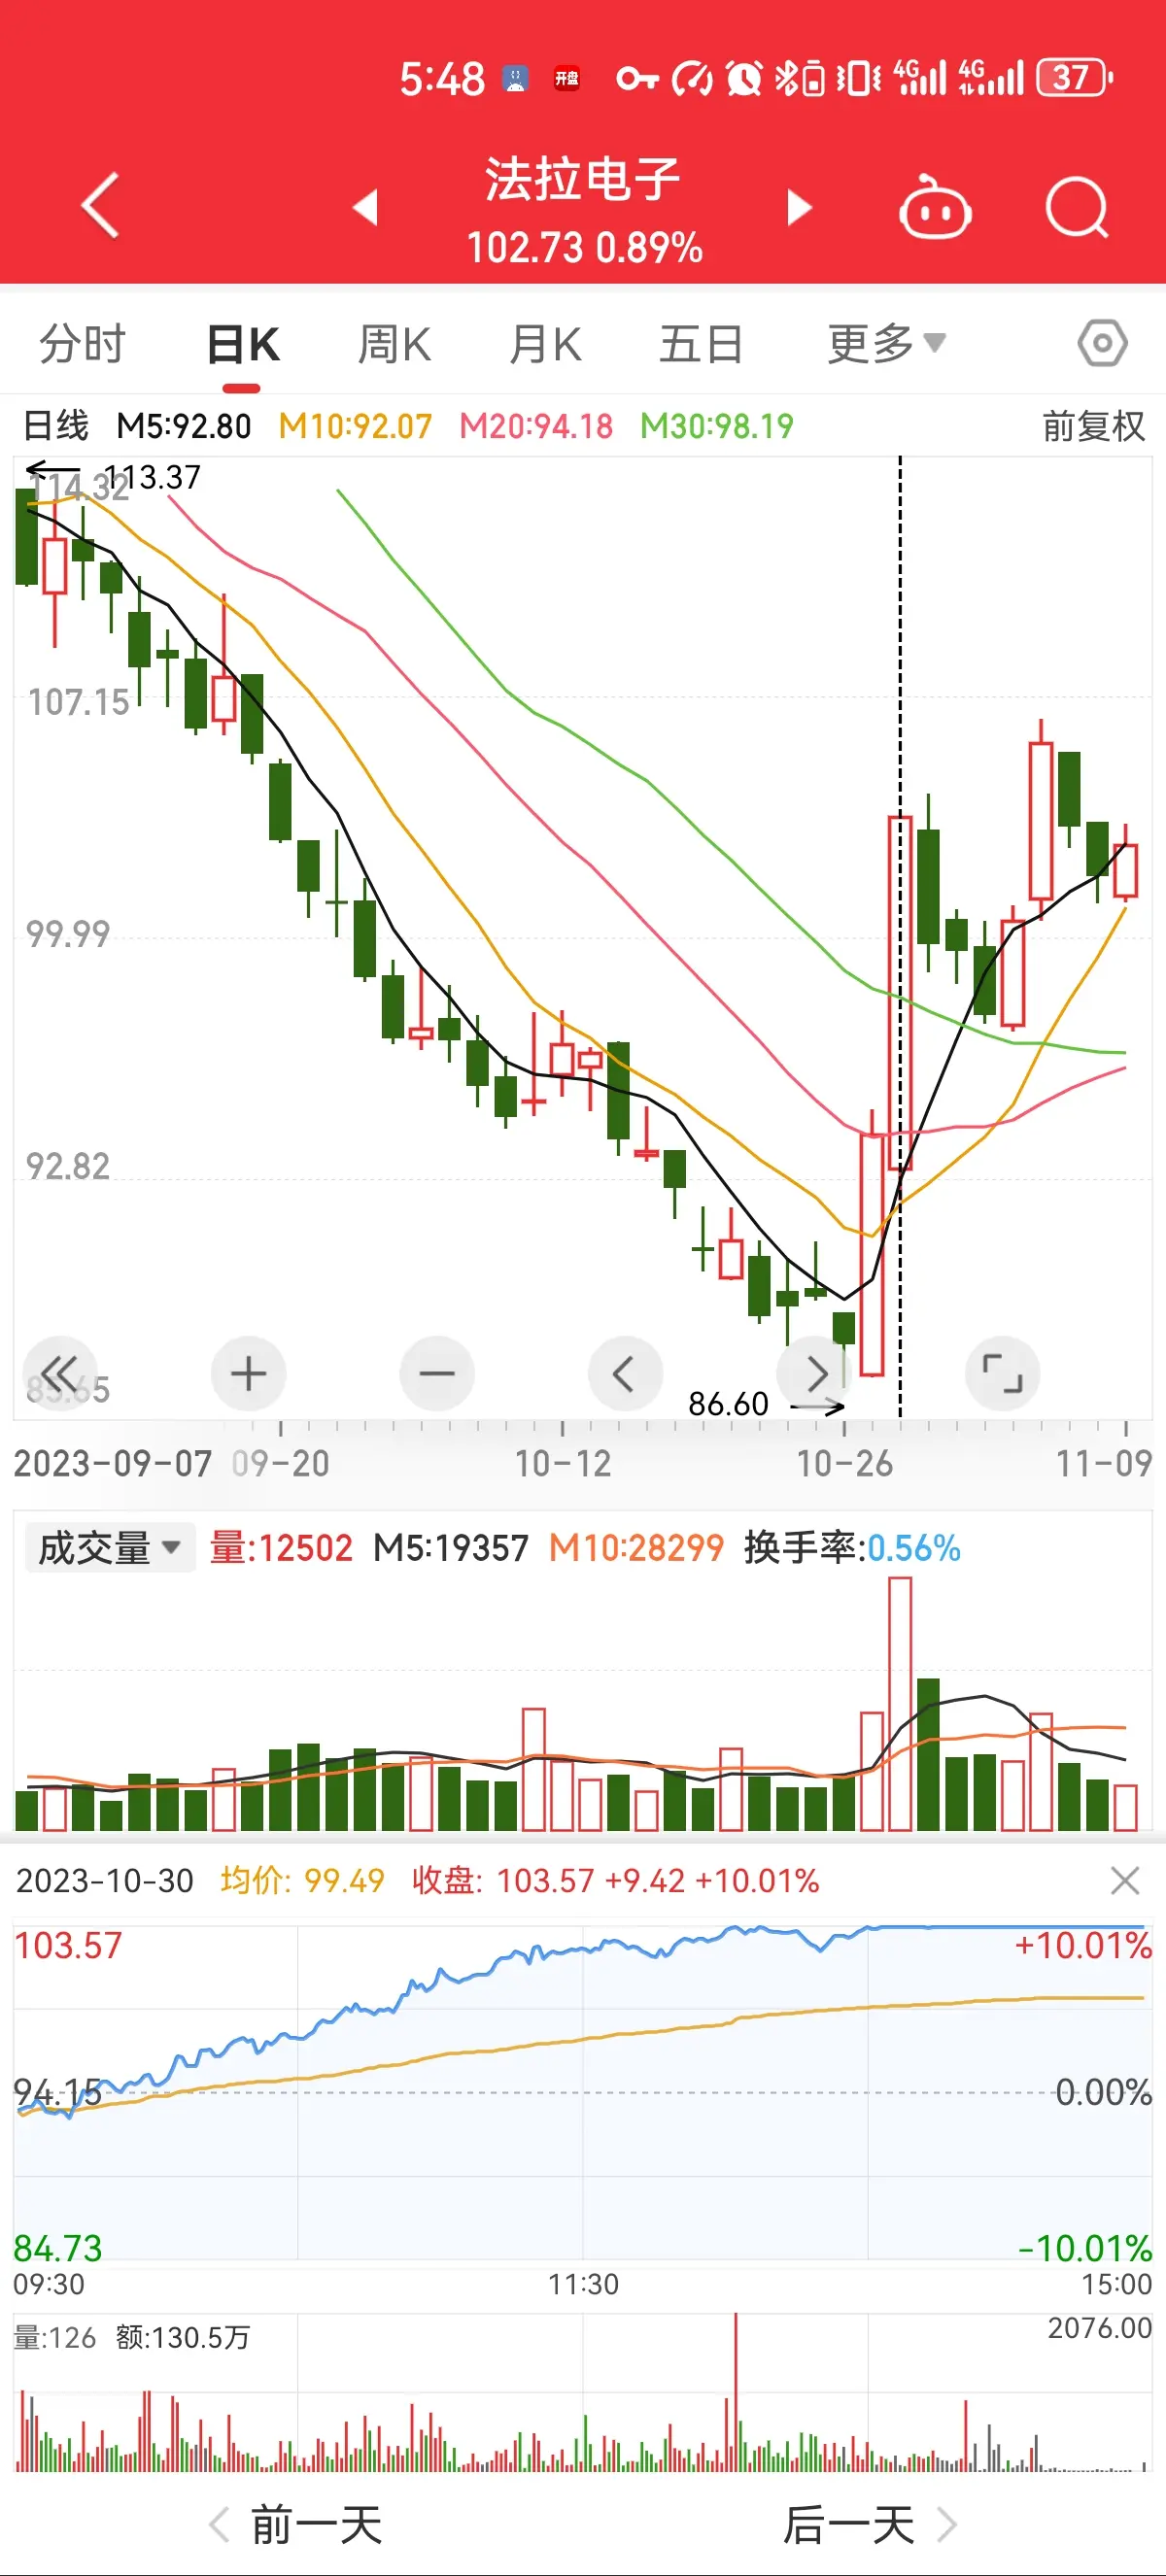 5:48 开盘 4G 4G 37
法拉电子
102.73 0.89%
分时 日K 周K 月K 五日 更多
日线 M5:92.80 M10:92.07 M20:94.18 M30:98.19 前复权
113.37
114.32
107.15
99.99
92.82
85.65
86.60
2023-09-07 09-20 10-12 10-26 11-09
成交量 量:12502 M5:19357 M10:28299 换手率:0.56%
2023-10-30 均价: 99.49 收盘: 103.57 +9.42 +10.01%
103.57 +10.01%
94.15 0.00%
84.73 -10.01%
09:30 11:30 15:00
量:126 额:130.5万 2076.00
前一天 后一天